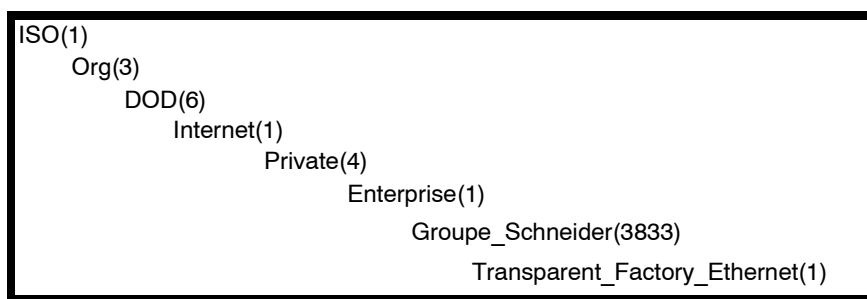 ISO(1)
Org(3)
DOD(6)
Internet(1)
Private(4)
Enterprise(1)
Groupe_Schneider(3833)
Transparent_Factory_Ethernet(1)